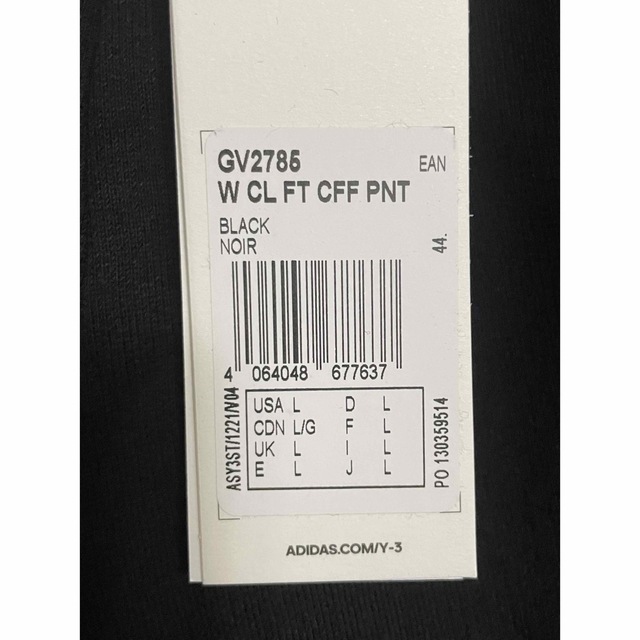 GV2785
EAN
W CL FT CFF PNT
BLACK
NOIR
44.
4 064048 677637
ASY3ST/1221/V04
USA L D L
CDN L/G F L
UK L I L
E L J L
PO 130359514
ADIDAS.COM/Y-3